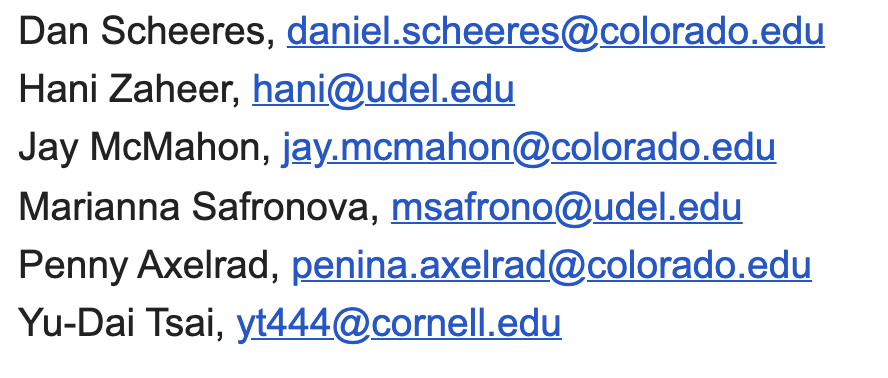 Dan Scheeres, daniel.scheeres@colorado.edu
Hani Zaheer, hani@udel.edu
Jay McMahon, jay.mcmahon@colorado.edu
Marianna Safronova, msafrono@udel.edu
Penny Axelrad, penina.axelrad@colorado.edu
Yu-Dai Tsai, yt444@cornell.edu